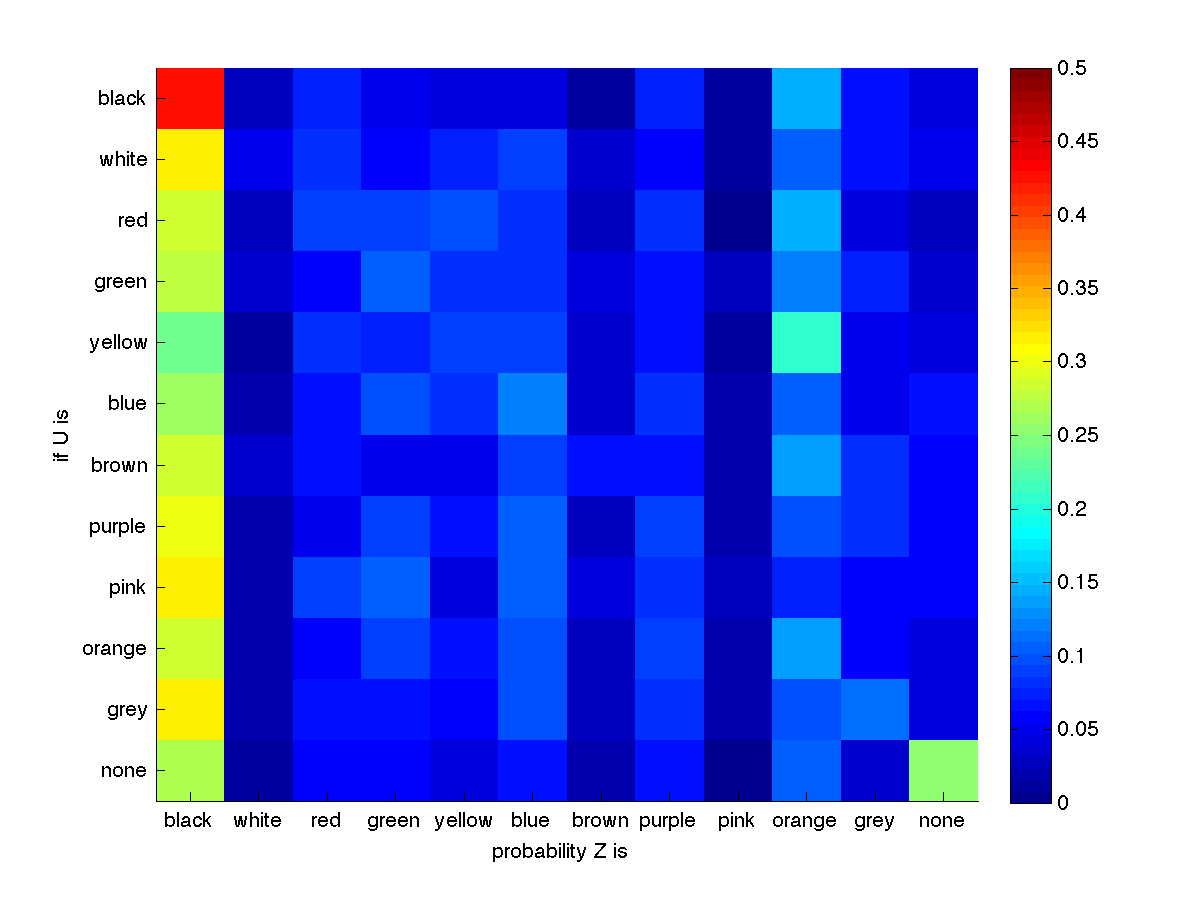 black
white
red
green
yellow
blue
brown
purple
pink
orange
grey
none
if U is
black white red green yellow blue brown purple pink orange grey none
probability Z is
0.5
0.45
0.4
0.35
0.3
0.25
0.2
0.15
0.1
0.05
0